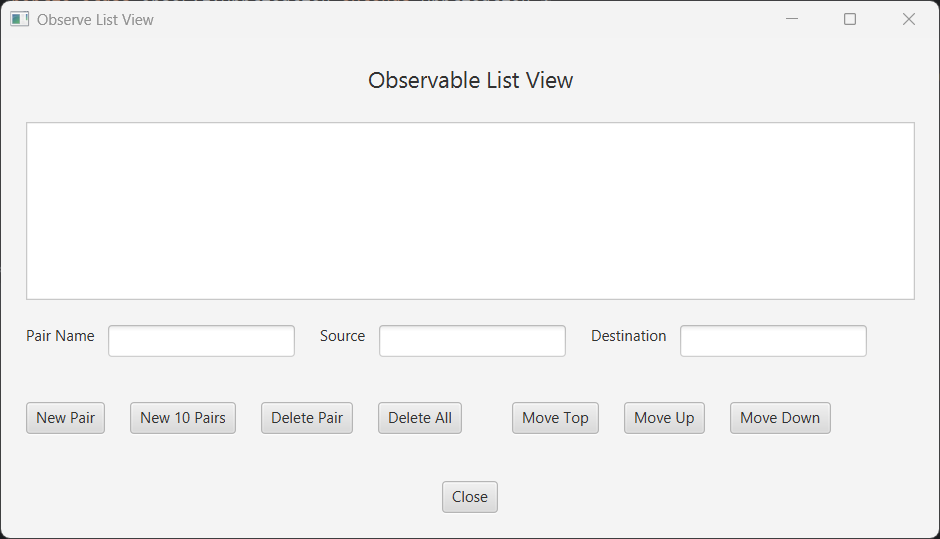 Observe List View
Observable List View
Pair Name Source Destination
New Pair New 10 Pairs Delete Pair Delete All Move Top Move Up Move Down
Close